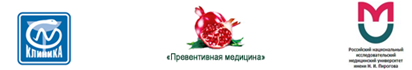 КЛИНИКА
«Превентивная медицина»
Российский национальный
исследовательский
медицинский университет
имени Н. И. Пирогова